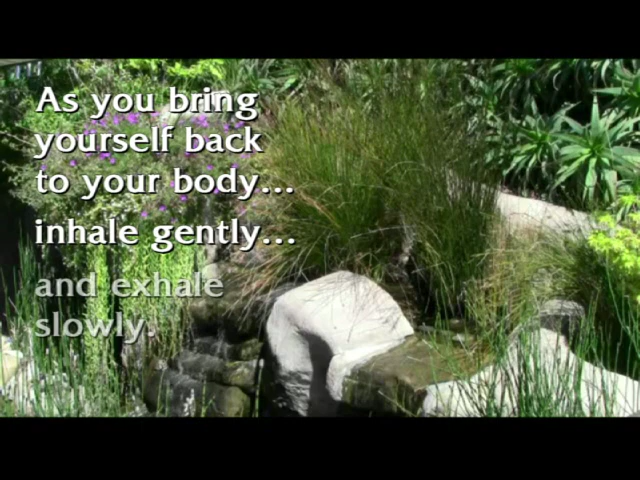 As you bring
yourself back
to your body...
inhale gently...
and exhale
slowly.